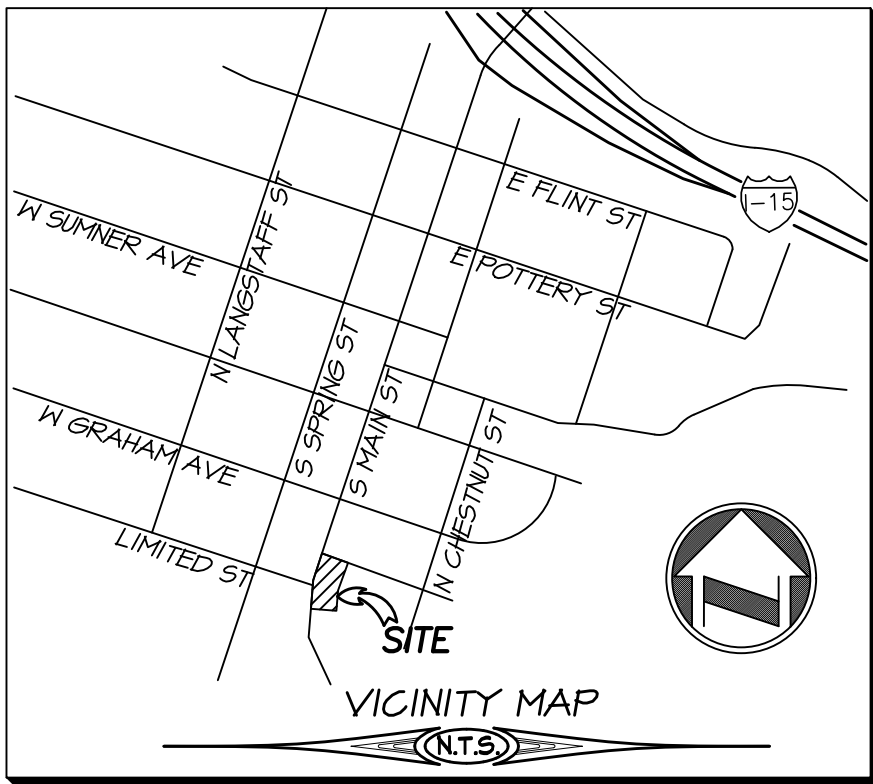 E FLINT ST
I-15
W SUMNER AVE
N LANGSTAFF ST
E POTTERY ST
S SPRING ST
S MAIN ST
W GRAHAM AVE
N CHESTNUT ST
LIMITED ST
SITE
VICINITY MAP
N.T.S.